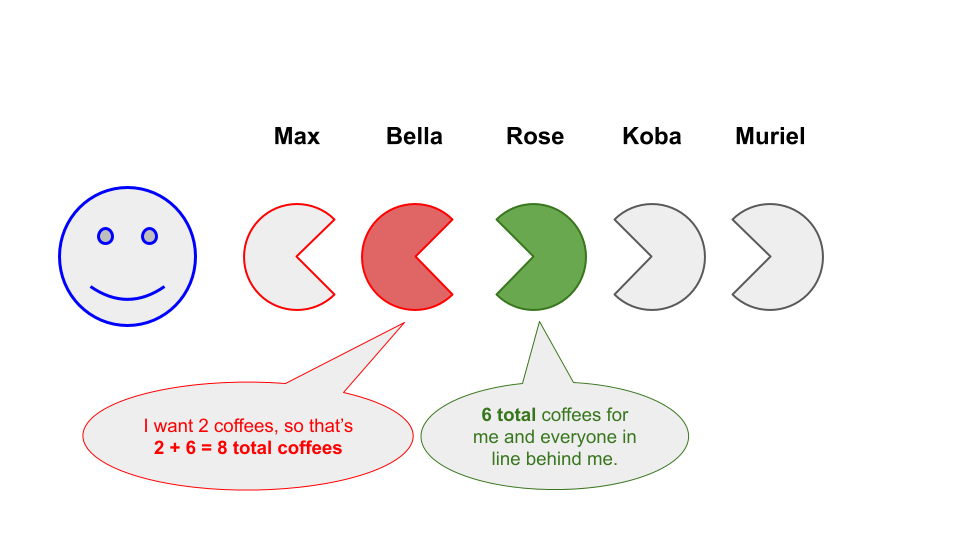 Max Bella Rose Koba Muriel
I want 2 coffees, so that's
2 + 6 = 8 total coffees
6 total coffees for
me and everyone in
line behind me.